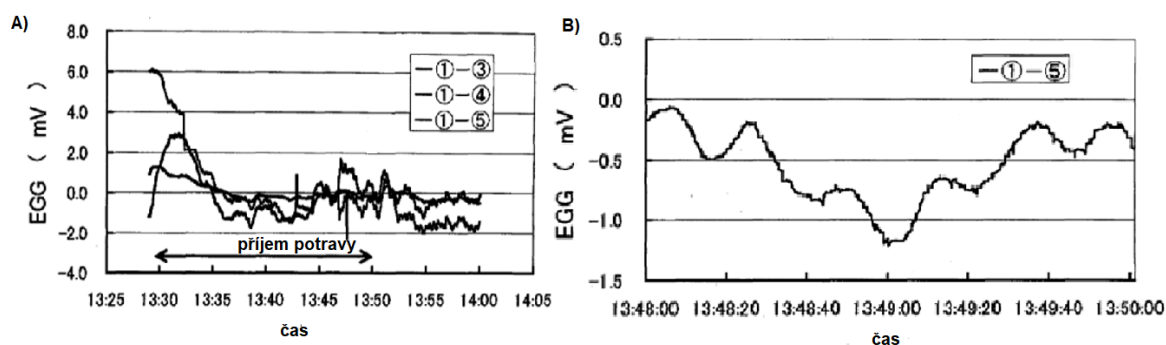 A)
EGG ( mV )
8.0
6.0
4.0
2.0
0.0
-2.0
-4.0
①—③
①—④
①—⑤
příjem potravy
13:25 13:30 13:35 13:40 13:45 13:50 13:55 14:00 14:05
čas
B)
EGG ( mV )
0.5
0.0
-0.5
-1.0
-1.5
①—⑤
13:48:00 13:48:20 13:48:40 13:49:00 13:49:20 13:49:40 13:50:00
čas